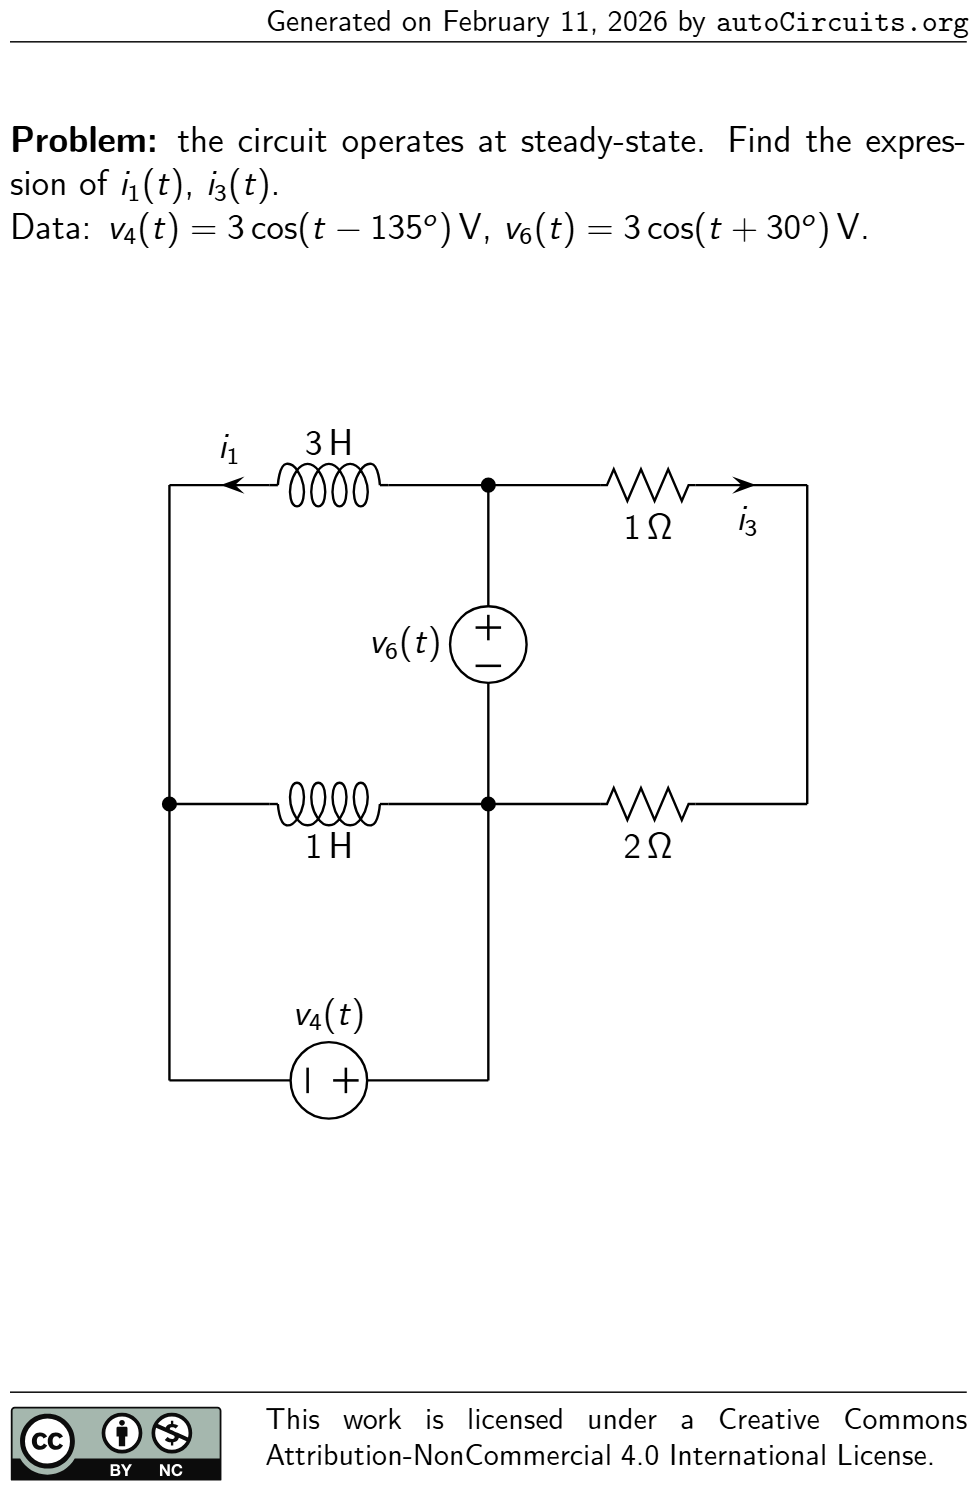 Generated on February 11, 2026 by autoCircuits.org
Problem: the circuit operates at steady-state. Find the expres-
sion of i₁(t), i₃(t).
Data: v₄(t) = 3 cos(t − 135ᵒ) V, v₆(t) = 3 cos(t + 30ᵒ) V.
i₁
3 H
1 Ω
i₃
v₆(t)
+
−
1 H
2 Ω
v₄(t)
− +
This work is licensed under a Creative Commons
Attribution-NonCommercial 4.0 International License.
cc
BY NC